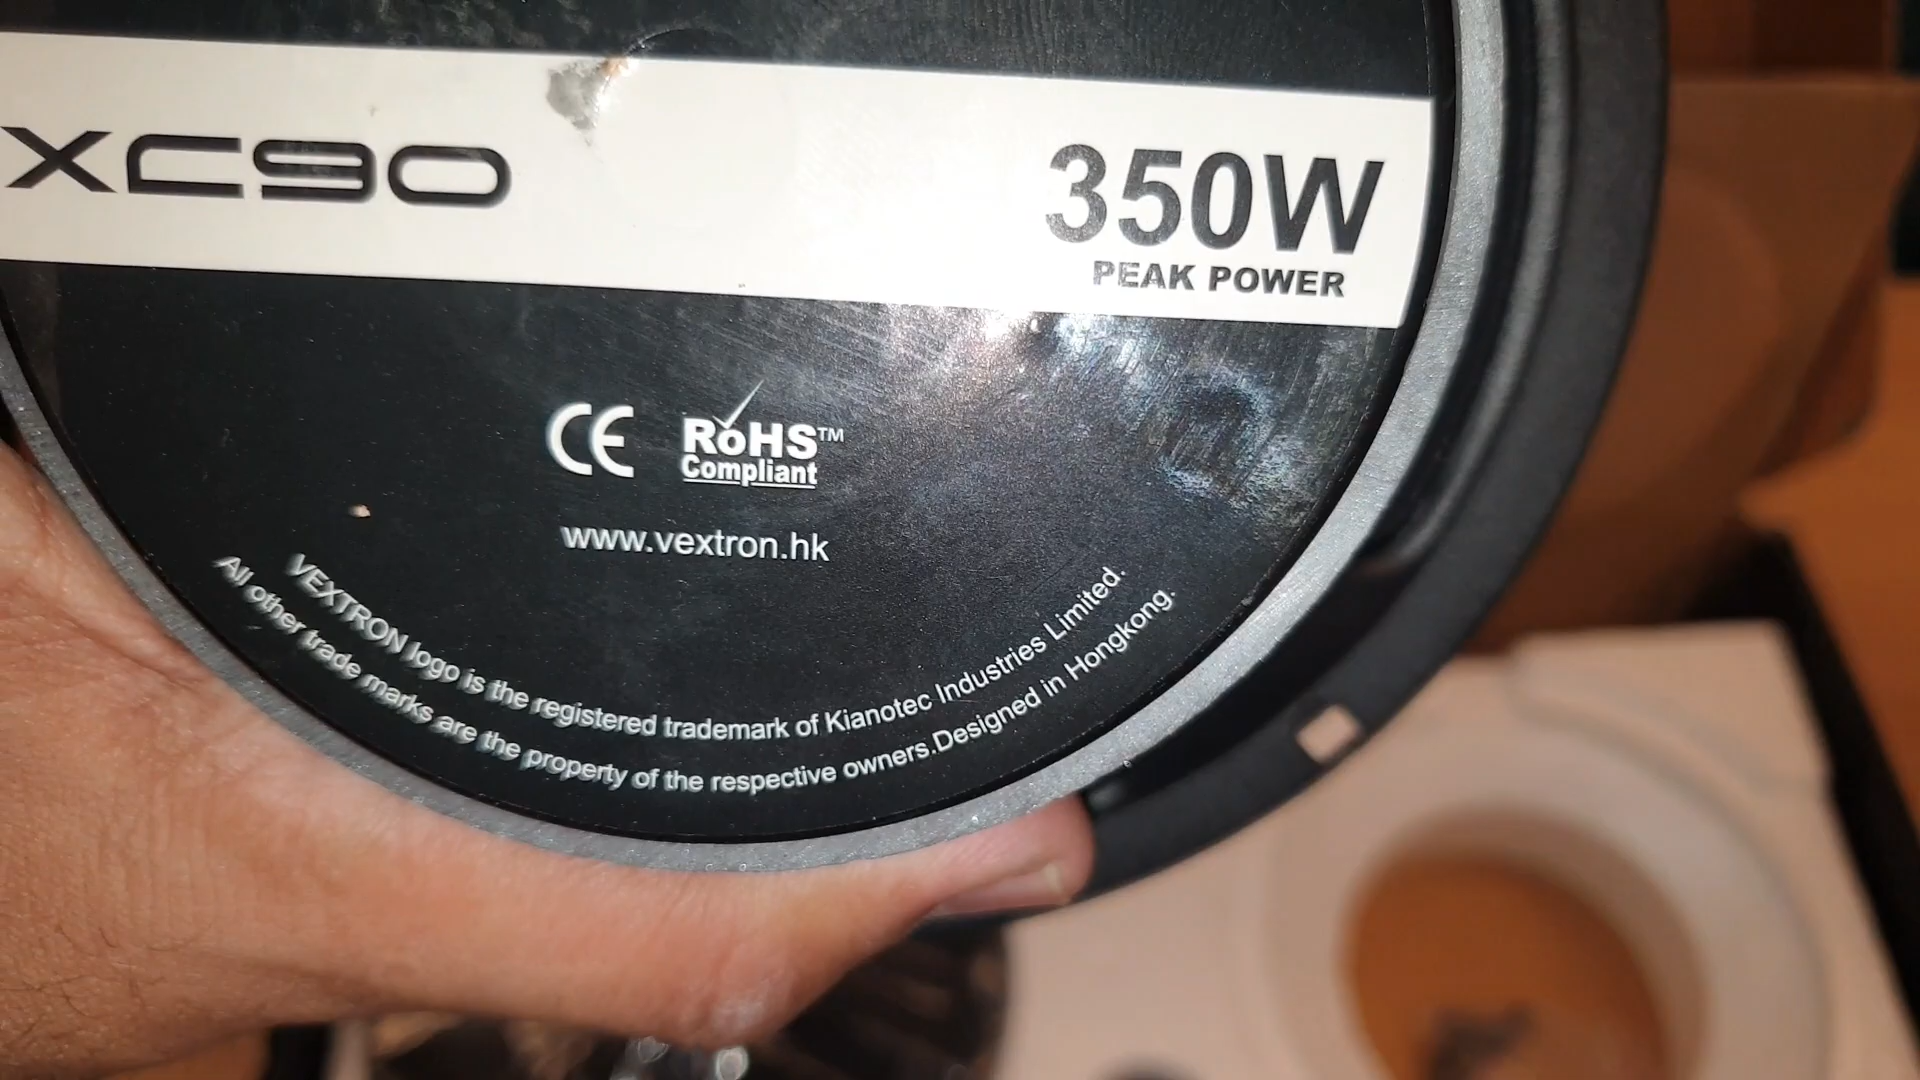 XC90
350W
PEAK POWER
CE
RoHS™
Compliant
www.vextron.hk
VEXTRON logo is the registered trademark of Kianotec Industries Limited.
All other trade marks are the property of the respective owners.Designed in Hongkong.